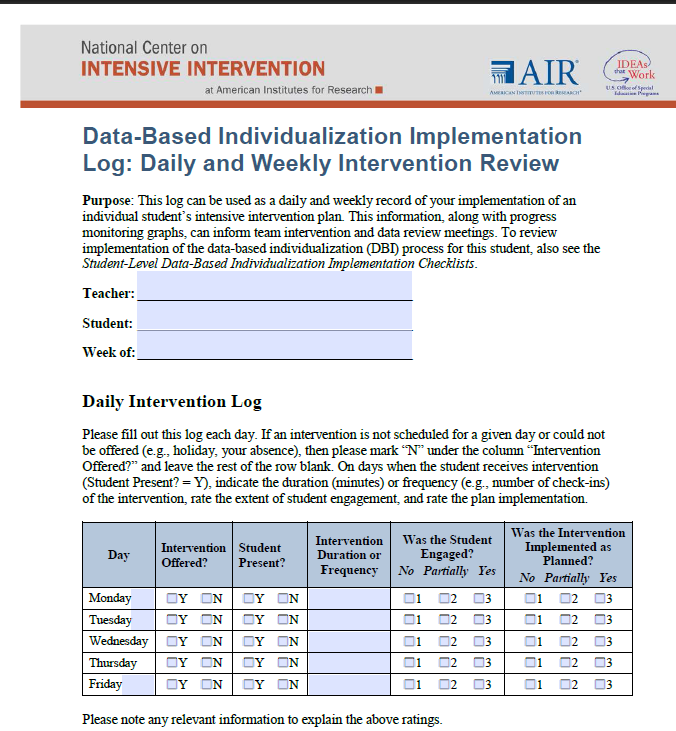 National Center on
INTENSIVE INTERVENTION
at American Institutes for Research
AIR
AMERICAN INSTITUTES FOR RESEARCH
IDEAs
that Work
U.S. Office of Special
Education Programs
Data-Based Individualization Implementation
Log: Daily and Weekly Intervention Review
Purpose: This log can be used as a daily and weekly record of your implementation of an
individual student’s intensive intervention plan. This information, along with progress
monitoring graphs, can inform team intervention and data review meetings. To review
implementation of the data-based individualization (DBI) process for this student, also see the
Student-Level Data-Based Individualization Implementation Checklists.
Teacher:
Student:
Week of:
Daily Intervention Log
Please fill out this log each day. If an intervention is not scheduled for a given day or could not
be offered (e.g., holiday, your absence), then please mark “N” under the column “Intervention
Offered?” and leave the rest of the row blank. On days when the student receives intervention
(Student Present? = Y), indicate the duration (minutes) or frequency (e.g., number of check-ins)
of the intervention, rate the extent of student engagement, and rate the plan implementation.
Day
Intervention
Offered?
Student
Present?
Intervention
Duration or
Frequency
Was the Student
Engaged?
No Partially Yes
Was the Intervention
Implemented as
Planned?
No Partially Yes
Monday Y N Y N 1 2 3 1 2 3
Tuesday Y N Y N 1 2 3 1 2 3
Wednesday Y N Y N 1 2 3 1 2 3
Thursday Y N Y N 1 2 3 1 2 3
Friday Y N Y N 1 2 3 1 2 3
Please note any relevant information to explain the above ratings.